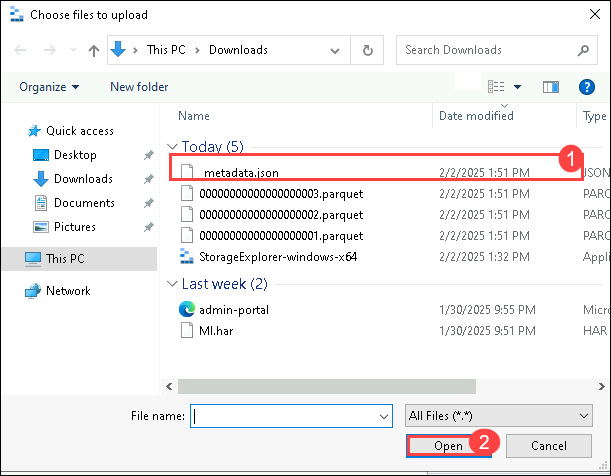 Choose files to upload
This PC > Downloads
Search Downloads
Organize
New folder
?
Name
Date modified
Type
Quick access
Desktop
Downloads
Documents
Pictures
This PC
Network
Today (5)
1
_metadata.json 2/2/2025 1:51 PM JSON
00000000000000000003.parquet 2/2/2025 1:51 PM PARC
00000000000000000002.parquet 2/2/2025 1:51 PM PARC
00000000000000000001.parquet 2/2/2025 1:51 PM PARC
StorageExplorer-windows-x64 2/2/2025 1:32 PM Appli
Last week (2)
admin-portal 1/30/2025 9:55 PM Micro
MI.har 1/30/2025 9:51 PM HAR
File name:
All Files (*.*)
Open 2
Cancel